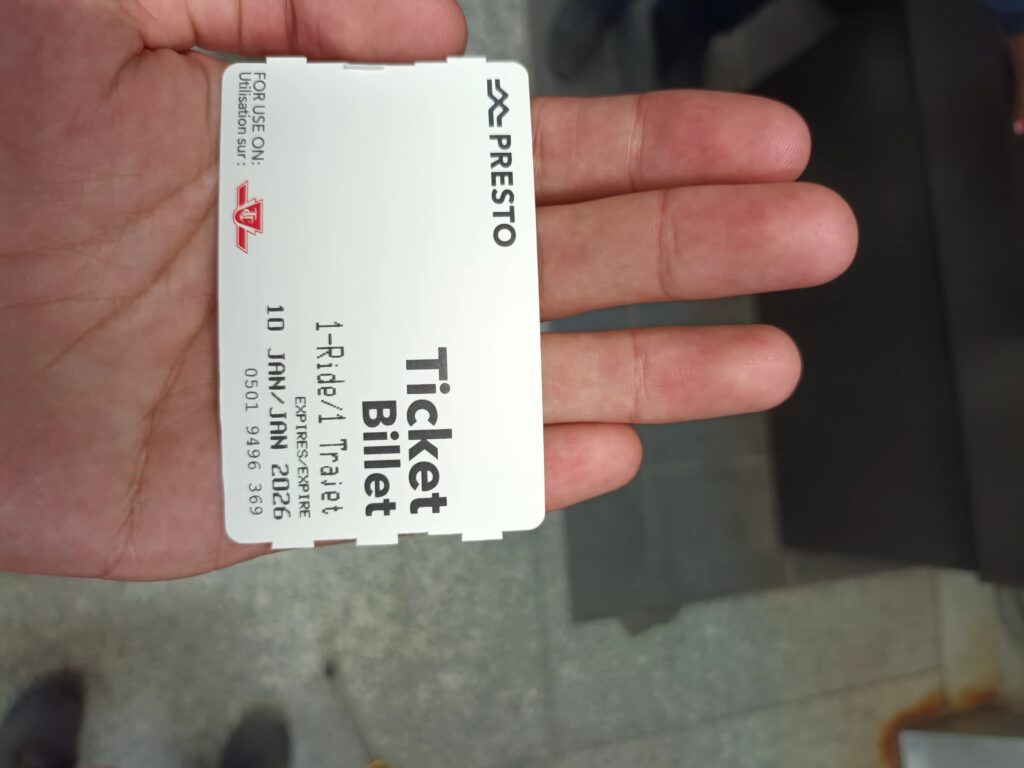 PRESTO
Ticket
Billet
1-Ride/1 Trajet
EXPIRES/EXPIRE
10 JAN/JAN 2026
0501 9496 369
FOR USE ON:
Utilisation sur :